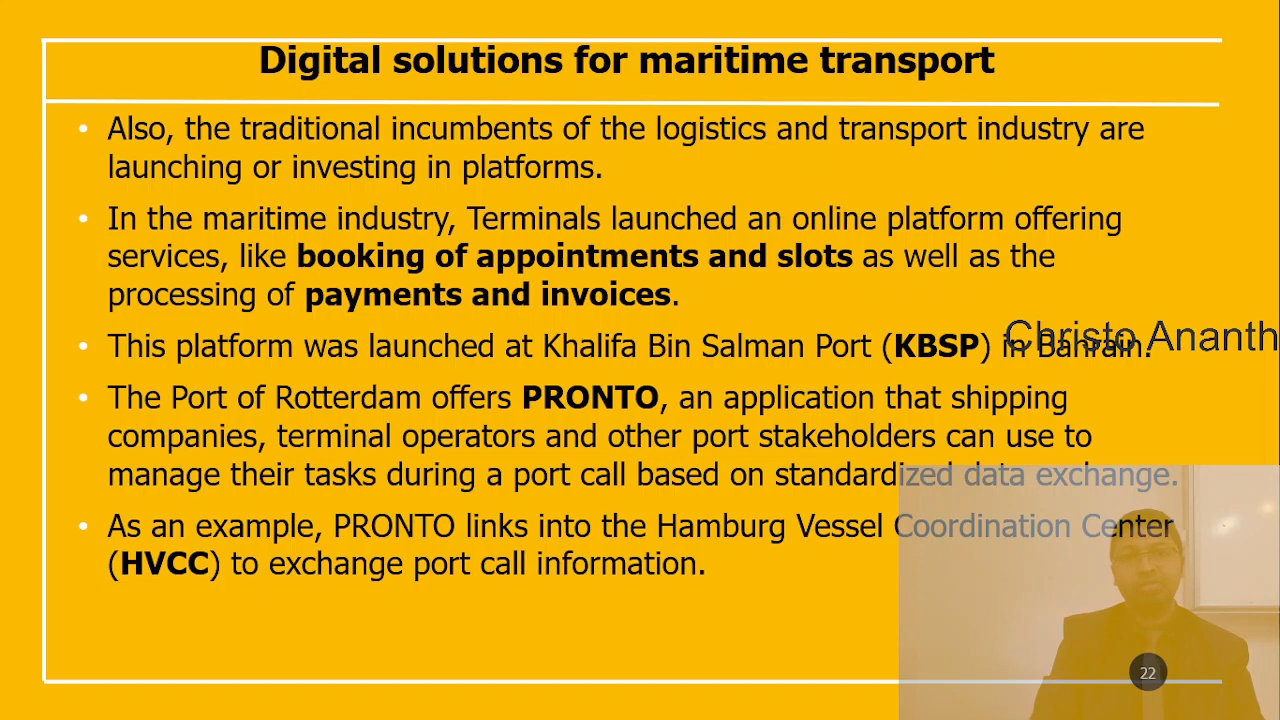 Digital solutions for maritime transport
• Also, the traditional incumbents of the logistics and transport industry are
launching or investing in platforms.
• In the maritime industry, Terminals launched an online platform offering
services, like booking of appointments and slots as well as the
processing of payments and invoices.
• This platform was launched at Khalifa Bin Salman Port (KBSP) in Bahrain.
Christo Ananth
• The Port of Rotterdam offers PRONTO, an application that shipping
companies, terminal operators and other port stakeholders can use to
manage their tasks during a port call based on standardized data exchange.
• As an example, PRONTO links into the Hamburg Vessel Coordination Center
(HVCC) to exchange port call information.
22